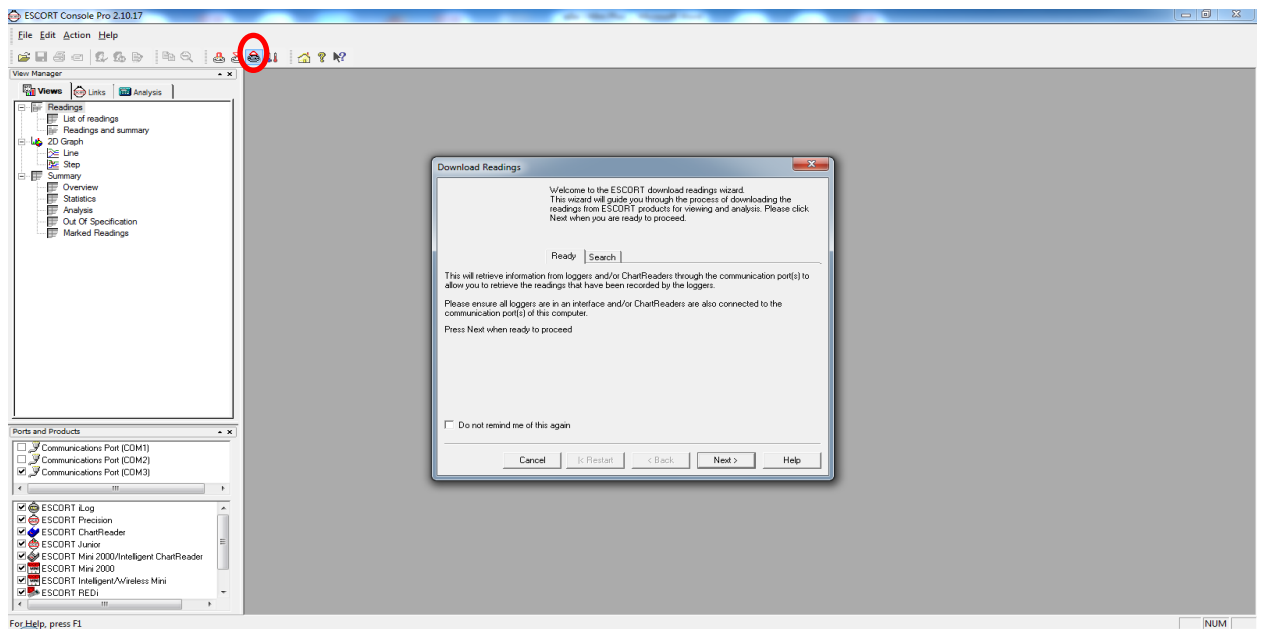 ESCORT Console Pro 2.10.17
File Edit Action Help
View Manager
Views Links Analysis
Readings
List of readings
Readings and summary
2D Graph
Line
Step
Summary
Overview
Statistics
Analysis
Out Of Specification
Marked Readings
Ports and Products
Communications Port (COM1)
Communications Port (COM2)
Communications Port (COM3)
ESCORT iLog
ESCORT Precision
ESCORT ChartReader
ESCORT Junior
ESCORT Mini 2000/Intelligent ChartReader
ESCORT Mini 2000
ESCORT Intelligent/Wireless Mini
ESCORT REDi
Download Readings
Welcome to the ESCORT download readings wizard.
This wizard will guide you through the process of downloading the
readings from ESCORT products for viewing and analysis. Please click
Next when you are ready to proceed.
Ready Search
This will retrieve information from loggers and/or ChartReaders through the communication port(s) to
allow you to retrieve the readings that have been recorded by the loggers.
Please ensure all loggers are in an interface and/or ChartReaders are also connected to the
communication port(s) of this computer.
Press Next when ready to proceed
Do not remind me of this again
Cancel |< Restart < Back Next > Help
For Help, press F1
NUM